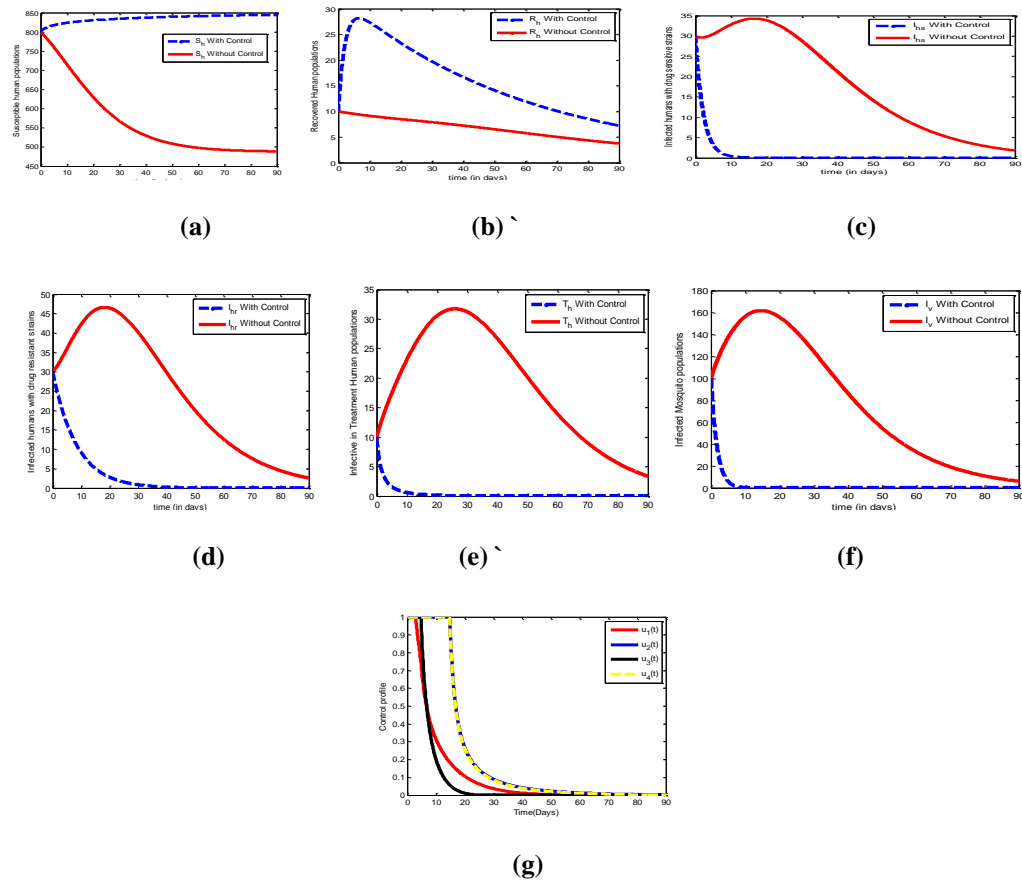 850
800
750
700
650
600
550
500
450
0 10 20 30 40 50 60 70 80 90
Susceptible human populations
S_h With Control
S_h Without Control
(a)
30
25
20
15
10
5
0
0 10 20 30 40 50 60 70 80 90
Recovered Human populations
R_h With Control
R_h Without Control
time (in days)
(b) `
35
30
25
20
15
10
5
0
0 10 20 30 40 50 60 70 80 90
Infected humans with drug sensitive strains
I_hs With Control
I_hs Without Control
time (in days)
(c)
50
45
40
35
30
25
20
15
10
5
0
0 10 20 30 40 50 60 70 80 90
Infected humans with drug resistant strains
I_hr With Control
I_hr Without Control
time (in days)
(d)
35
30
25
20
15
10
5
0
0 10 20 30 40 50 60 70 80 90
Infective in Treatment Human populations
T_h With Control
T_h Without Control
(e) `
180
160
140
120
100
80
60
40
20
0
0 10 20 30 40 50 60 70 80 90
Infected Mosquito populations
I_v With Control
I_v Without Control
(f)
1
0.9
0.8
0.7
0.6
0.5
0.4
0.3
0.2
0.1
0
0 10 20 30 40 50 60 70 80 90
Control profile
u_1(t)
u_2(t)
u_3(t)
u_4(t)
Time(Days)
(g)